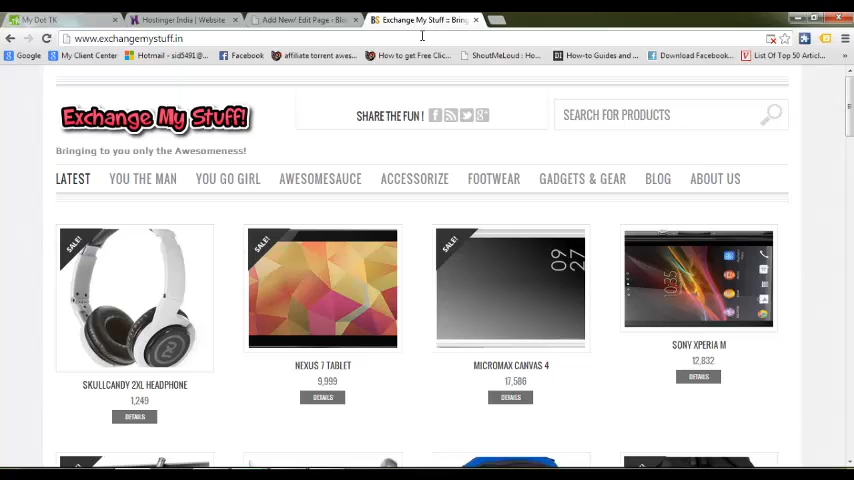 My Dot TK
Hostinger India | Website
Add New/ Edit Page ‹ Blo
BS Exchange My Stuff :: Bring
www.exchangemystuff.in
Google
My Client Center
Hotmail - sid5491@...
Facebook
affiliate torrent awes...
How to get Free Clic...
ShoutMeLoud : Ho...
How-to Guides and ...
Download Facebook...
List Of 50 Articl...
Exchange My Stuff!
SHARE THE FUN !
SEARCH FOR PRODUCTS
Bringing to you only the Awesomeness!
LATEST YOU THE MAN YOU GO GIRL AWESOMESAUCE ACCESSORIZE FOOTWEAR GADGETS & GEAR BLOG ABOUT US
SALE!
SALE!
SALE!
09
27
10:35
SKULLCANDY 2XL HEADPHONE
1,249
DETAILS
NEXUS 7 TABLET
9,999
DETAILS
MICROMAX CANVAS 4
17,586
DETAILS
SONY XPERIA M
12,832
DETAILS